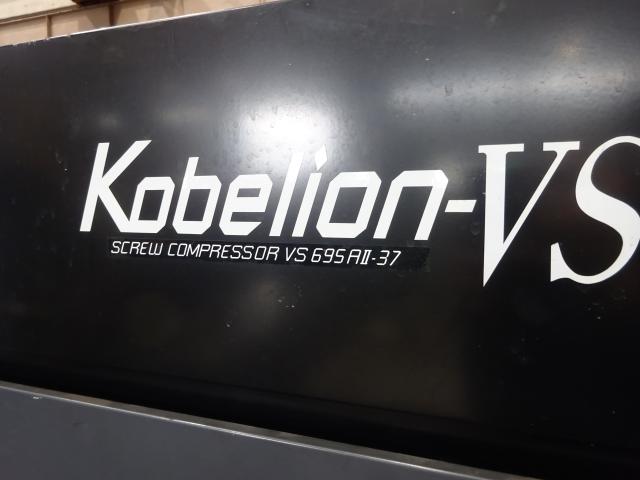 Kobelion-VS
SCREW COMPRESSOR VS 695AⅡ-37